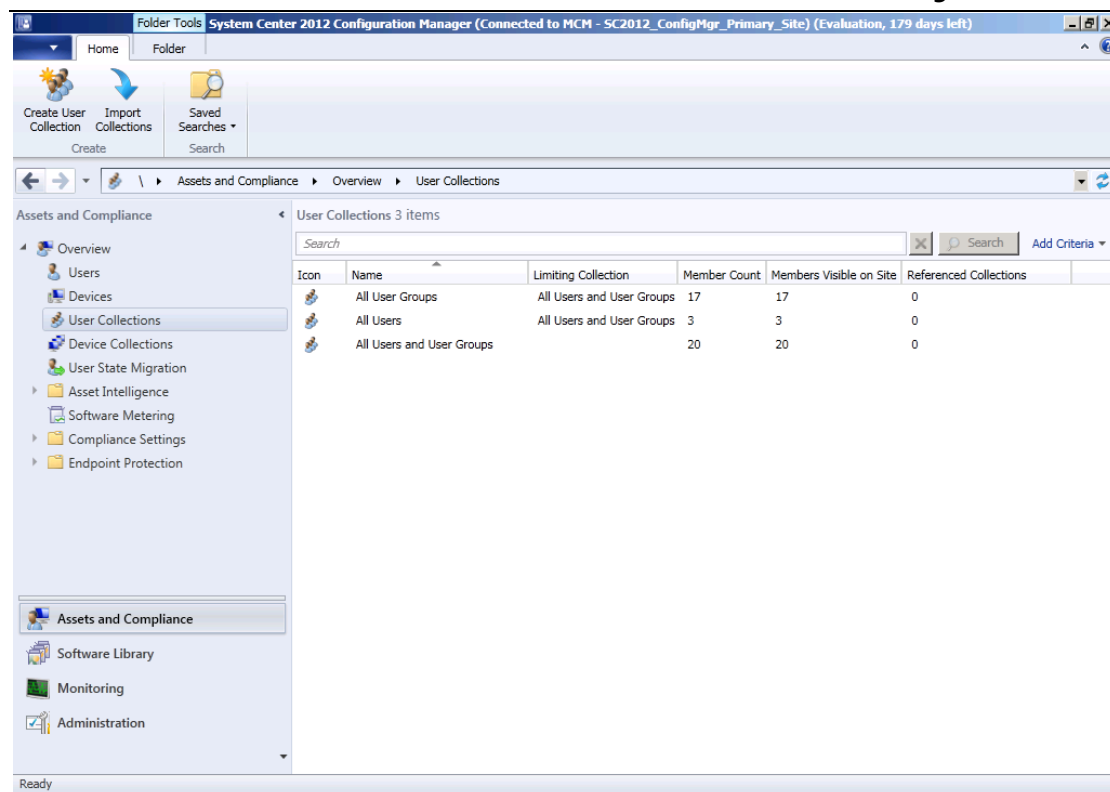 Folder Tools System Center 2012 Configuration Manager (Connected to MCM - SC2012_ConfigMgr_Primary_Site) (Evaluation, 179 days left)
Home Folder
Create User Collection
Import Collections
Saved Searches
Create Search
\ Assets and Compliance Overview User Collections
Assets and Compliance
Overview
Users
Devices
User Collections
Device Collections
User State Migration
Asset Intelligence
Software Metering
Compliance Settings
Endpoint Protection
Assets and Compliance
Software Library
Monitoring
Administration
User Collections 3 items
Search Search Add Criteria
Icon Name Limiting Collection Member Count Members Visible on Site Referenced Collections
All User Groups All Users and User Groups 17 17 0
All Users All Users and User Groups 3 3 0
All Users and User Groups 20 20 0
Ready